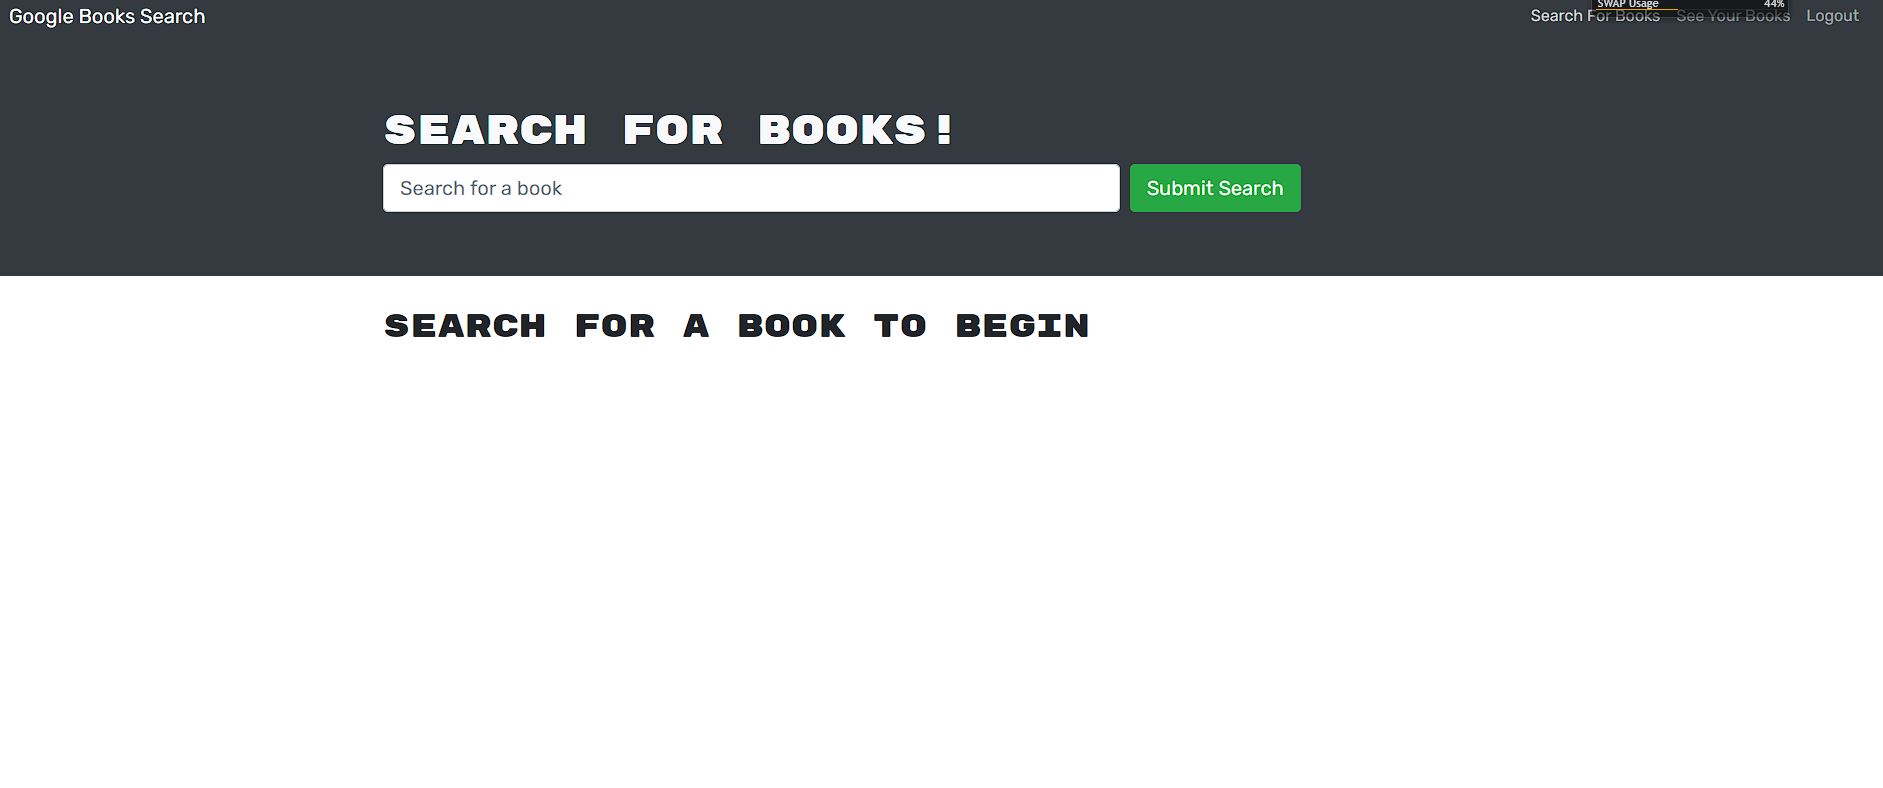 Google Books Search
SWAP Usage 44%
Search For Books See Your Books Logout
SEARCH FOR BOOKS!
Search for a book Submit Search
SEARCH FOR A BOOK TO BEGIN